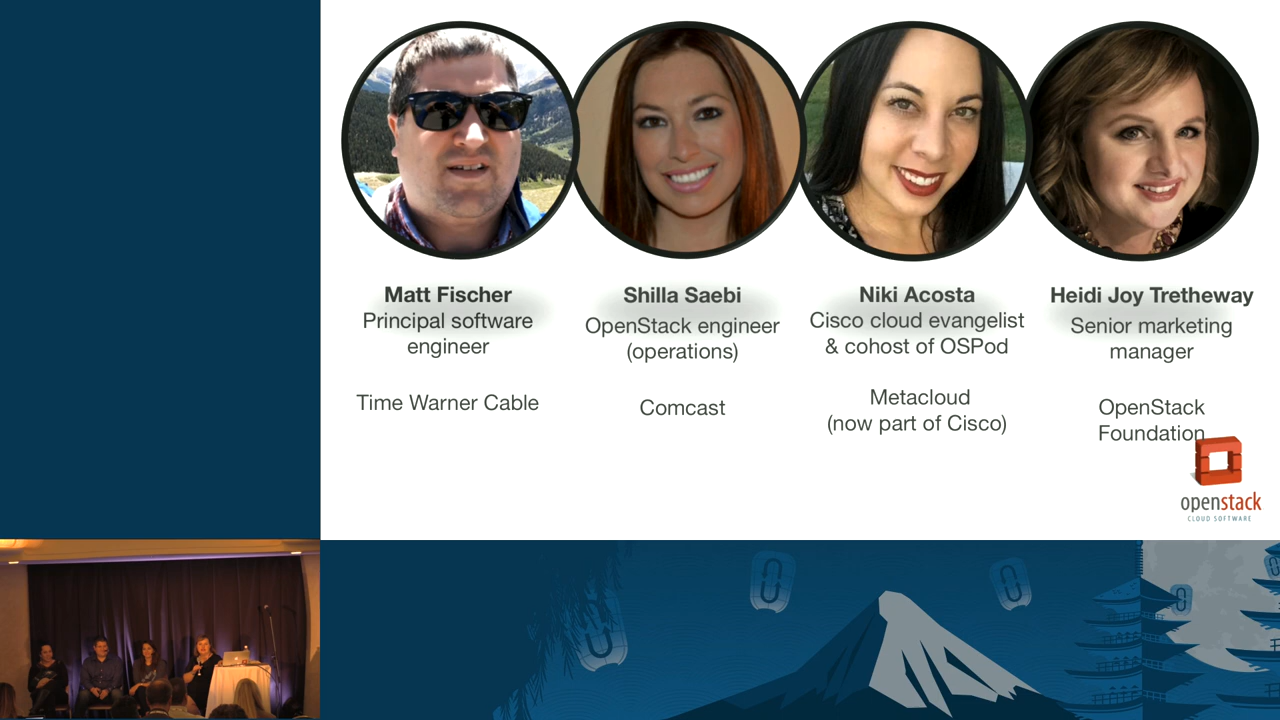 Matt Fischer
Principal software
engineer
Time Warner Cable
Shilla Saebi
OpenStack engineer
(operations)
Comcast
Niki Acosta
Cisco cloud evangelist
& cohost of OSPod
Metacloud
(now part of Cisco)
Heidi Joy Tretheway
Senior marketing
manager
OpenStack
Foundation
openstack
CLOUD SOFTWARE